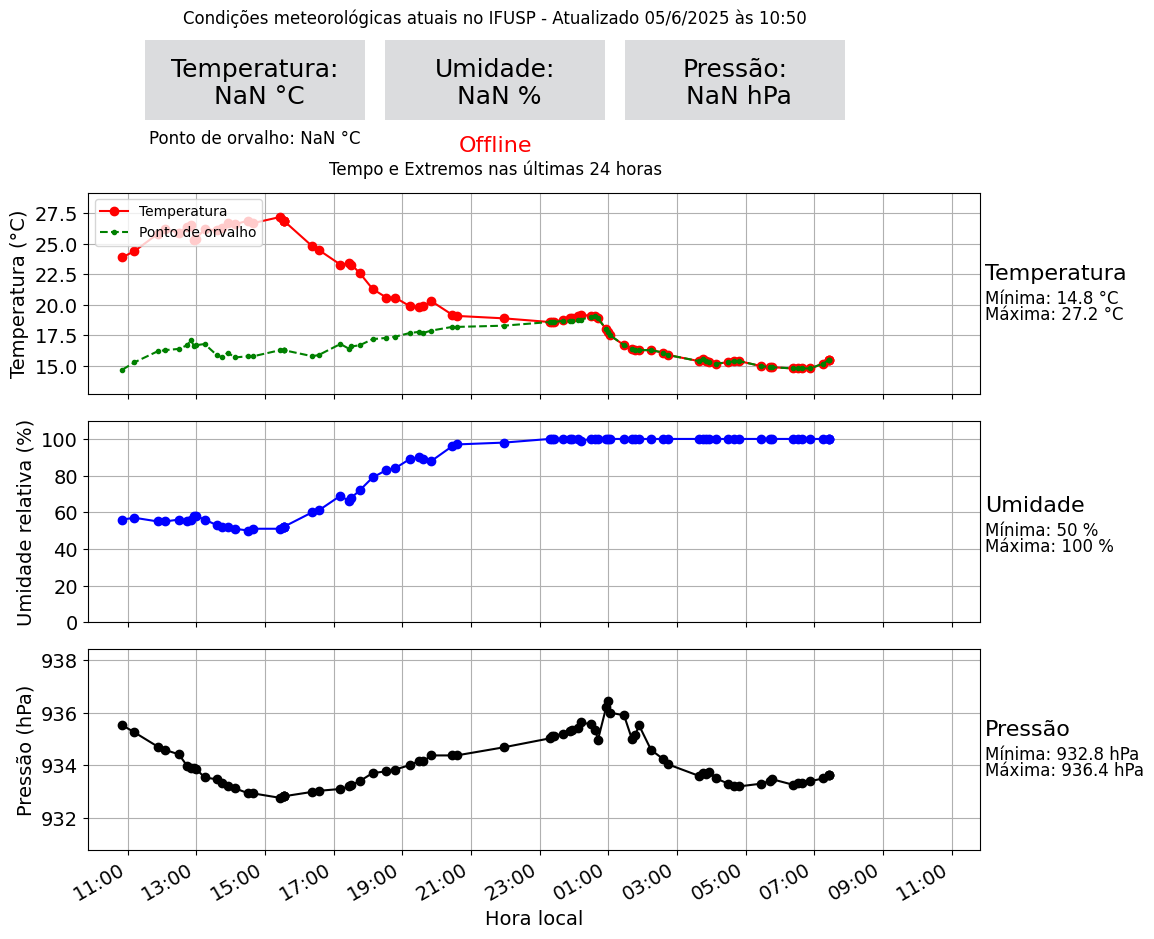 Condições meteorológicas atuais no IFUSP - Atualizado 05/6/2025 às 10:50
Temperatura:
NaN °C
Umidade:
NaN %
Pressão:
NaN hPa
Ponto de orvalho: NaN °C
Offline
Tempo e Extremos nas últimas 24 horas
Temperatura (°C)
27.5
25.0
22.5
20.0
17.5
15.0
Temperatura
Ponto de orvalho
Temperatura
Mínima: 14.8 °C
Máxima: 27.2 °C
Umidade relativa (%)
100
80
60
40
20
0
Umidade
Mínima: 50 %
Máxima: 100 %
Pressão (hPa)
938
936
934
932
Pressão
Mínima: 932.8 hPa
Máxima: 936.4 hPa
11:00
13:00
15:00
17:00
19:00
21:00
23:00
01:00
03:00
05:00
07:00
09:00
11:00
Hora local